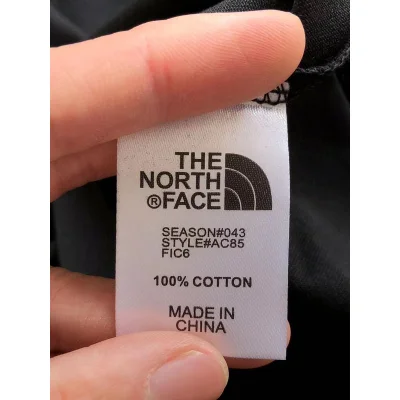 THE
NORTH
®FACE
SEASON#043
STYLE#AC85
FIC6
100% COTTON
MADE IN
CHINA